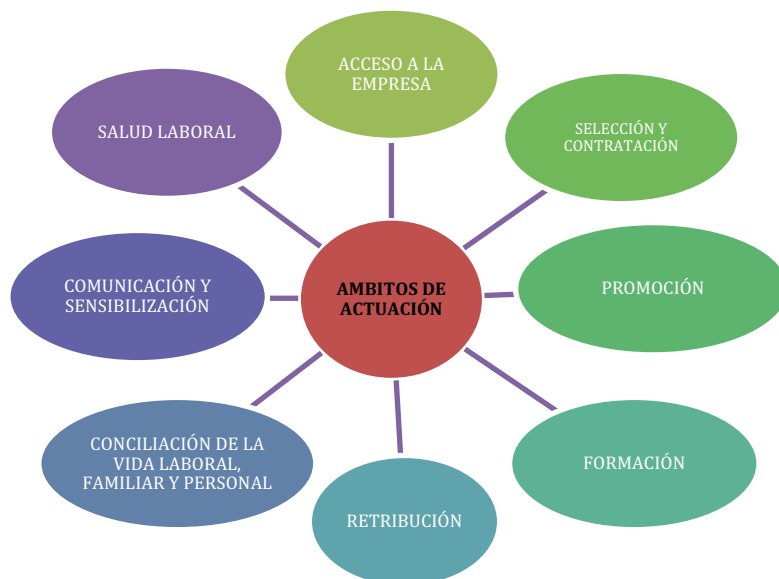 ACCESO A LA
EMPRESA
SELECCIÓN Y
CONTRATACIÓN
PROMOCIÓN
FORMACIÓN
RETRIBUCIÓN
CONCILIACIÓN DE LA
VIDA LABORAL,
FAMILIAR Y PERSONAL
COMUNICACIÓN Y
SENSIBILIZACIÓN
SALUD LABORAL
AMBITOS DE
ACTUACIÓN